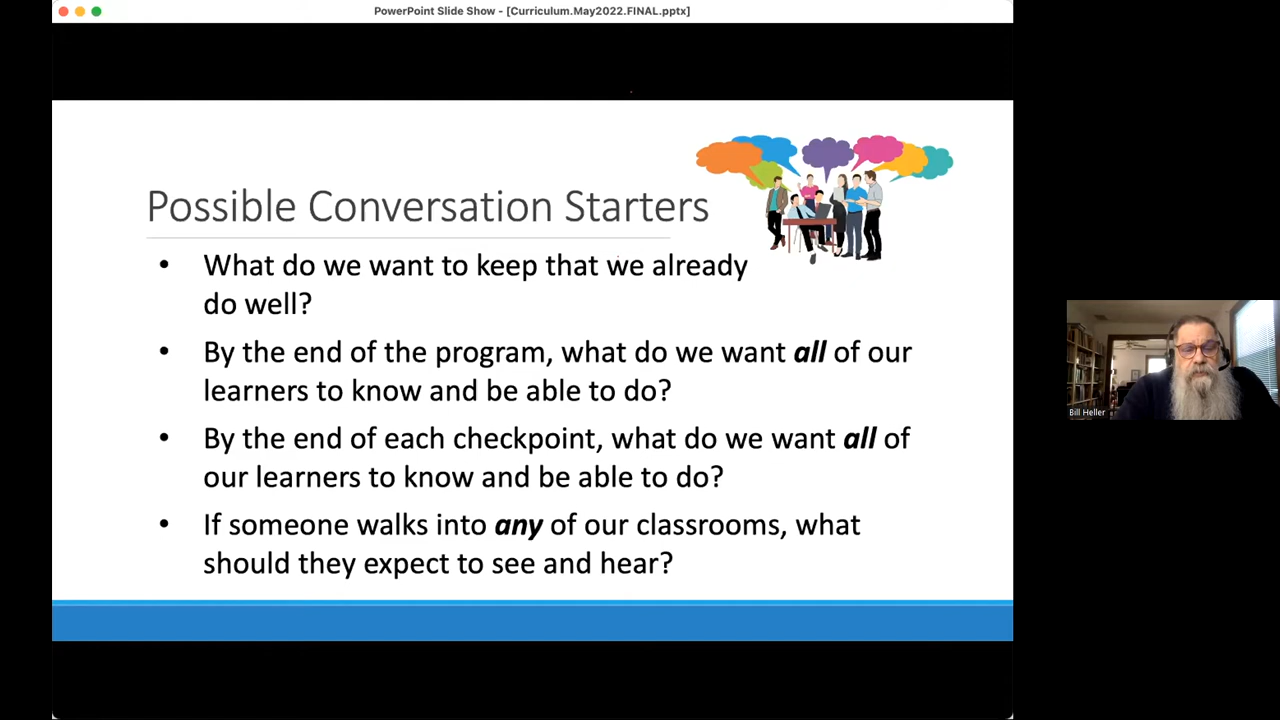 PowerPoint Slide Show - [Curriculum.May2022.FINAL.pptx]
Possible Conversation Starters
• What do we want to keep that we already
do well?
• By the end of the program, what do we want all of our
learners to know and be able to do?
• By the end of each checkpoint, what do we want all of
our learners to know and be able to do?
• If someone walks into any of our classrooms, what
should they expect to see and hear?
Bill Heller